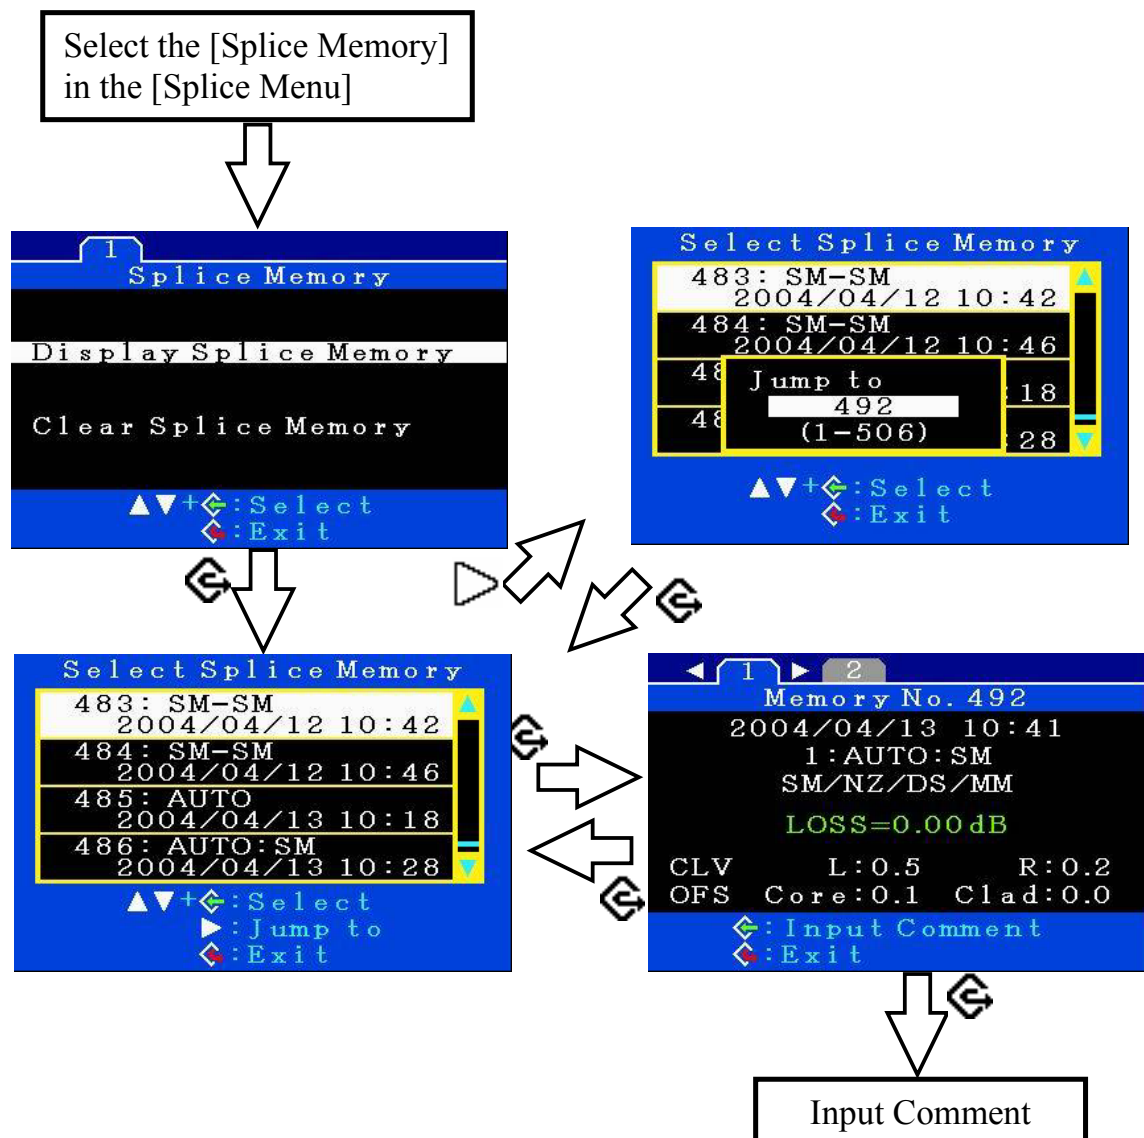 Select the [Splice Memory]
in the [Splice Menu]
1
Splice Memory
Display Splice Memory
Clear Splice Memory
▲▼+:Select
:Exit
Select Splice Memory
483: SM-SM
2004/04/12 10:42
484: SM-SM
2004/04/12 10:46
48
:18
48
:28
Jump to
492
(1-506)
▲▼+:Select
:Exit
Select Splice Memory
483: SM-SM
2004/04/12 10:42
484: SM-SM
2004/04/12 10:46
485: AUTO
2004/04/13 10:18
486: AUTO:SM
2004/04/13 10:28
▲▼+:Select
▶:Jump to
:Exit
◀ 1 ▶ 2
Memory No. 492
2004/04/13 10:41
1:AUTO:SM
SM/NZ/DS/MM
LOSS=0.00dB
CLV L:0.5 R:0.2
OFS Core:0.1 Clad:0.0
:Input Comment
:Exit
Input Comment